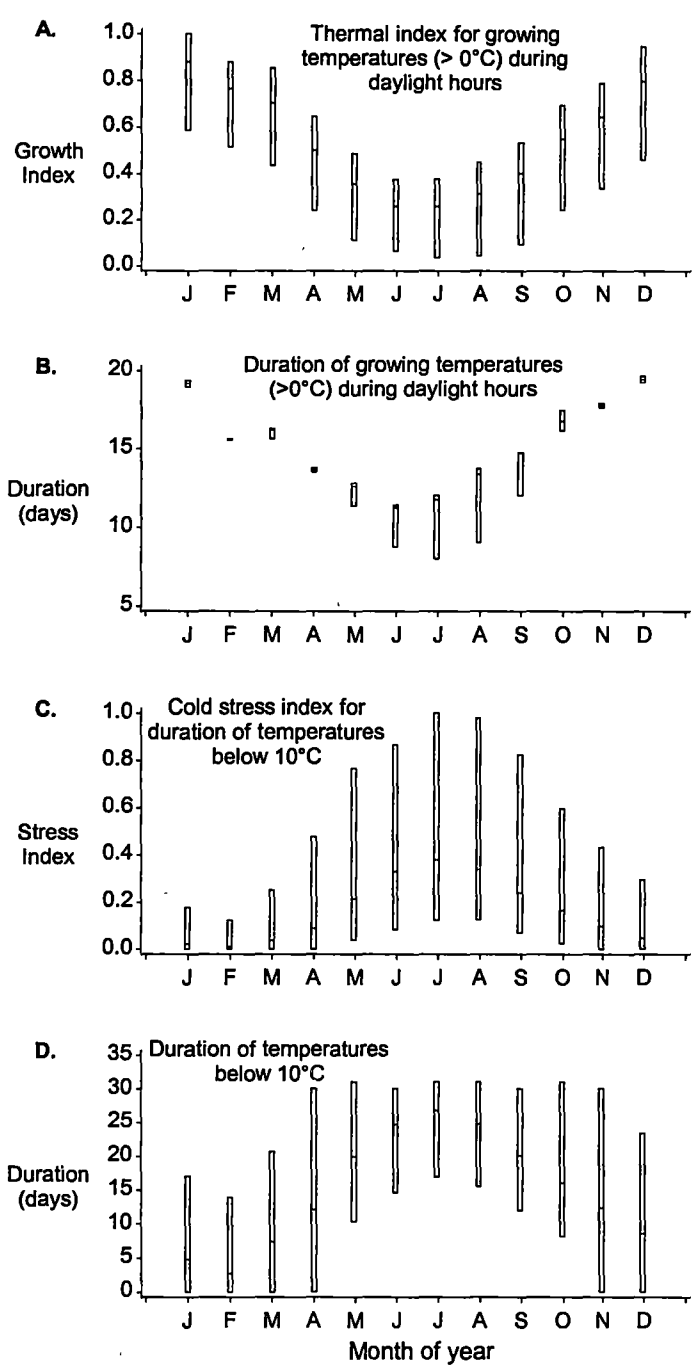 A.
Thermal index for growing
temperatures (> 0°C) during
daylight hours
Growth
Index
1.0
0.8
0.6
0.4
0.2
0.0
J F M A M J J A S O N D
B.
Duration of growing temperatures
(>0°C) during daylight hours
Duration
(days)
20
15
10
5
J F M A M J J A S O N D
C.
Cold stress index for
duration of temperatures
below 10°C
Stress
Index
1.0
0.8
0.6
0.4
0.2
0.0
J F M A M J J A S O N D
D.
Duration of temperatures
below 10°C
Duration
(days)
35
30
25
20
15
10
5
0
J F M A M J J A S O N D
Month of year